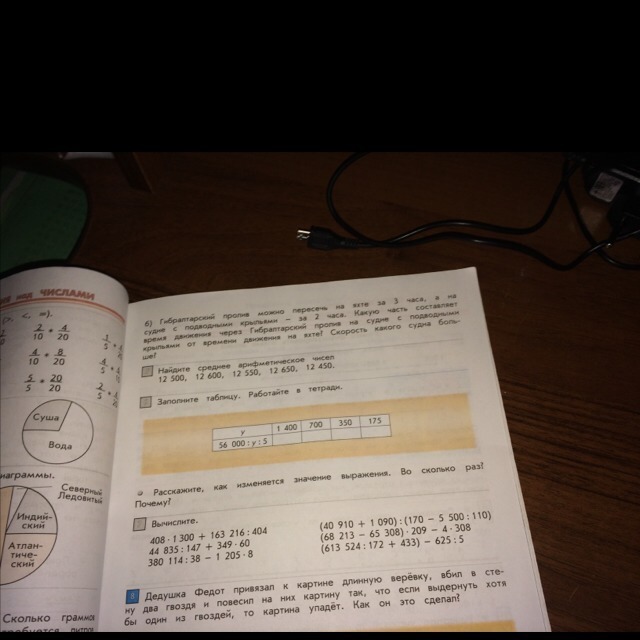 ЧИСЛАМИ
(>, <, =).
2/10 * 4/20
4/10 * 8/20
5/5 * 20/20
Суша
Вода
Северный
Ледовитый
Индий-
ский
Атлан-
тиче-
ский
Сколько граммов
б) Гибралтарский пролив можно пересечь на яхте за 3 часа, а на
судне с подводными крыльями – за 2 часа. Какую часть составляет
время движения через Гибралтарский пролив на судне с подводными
крыльями от времени движения на яхте? Скорость какого судна боль-
ше?
Найдите среднее арифметическое чисел
12 500, 12 600, 12 550, 12 650, 12 450.
Заполните таблицу. Работайте в тетради.
y 1 400 700 350 175
56 000 : y : 5
Расскажите, как изменяется значение выражения. Во сколько раз?
Почему?
Вычислите.
408 · 1 300 + 163 216 : 404
44 835 : 147 + 349 · 60
380 114 : 38 – 1 205 · 8
(40 910 + 1 090) : (170 – 5 500 : 110)
(68 213 – 65 308) · 209 – 4 · 308
(613 524 : 172 + 433) – 625 : 5
Дедушка Федот привязал к картине длинную верёвку, вбил в сте-
ну два гвоздя и повесил на них картину так, что если выдернуть хотя
бы один из гвоздей, то картина упадёт. Как он это сделал?